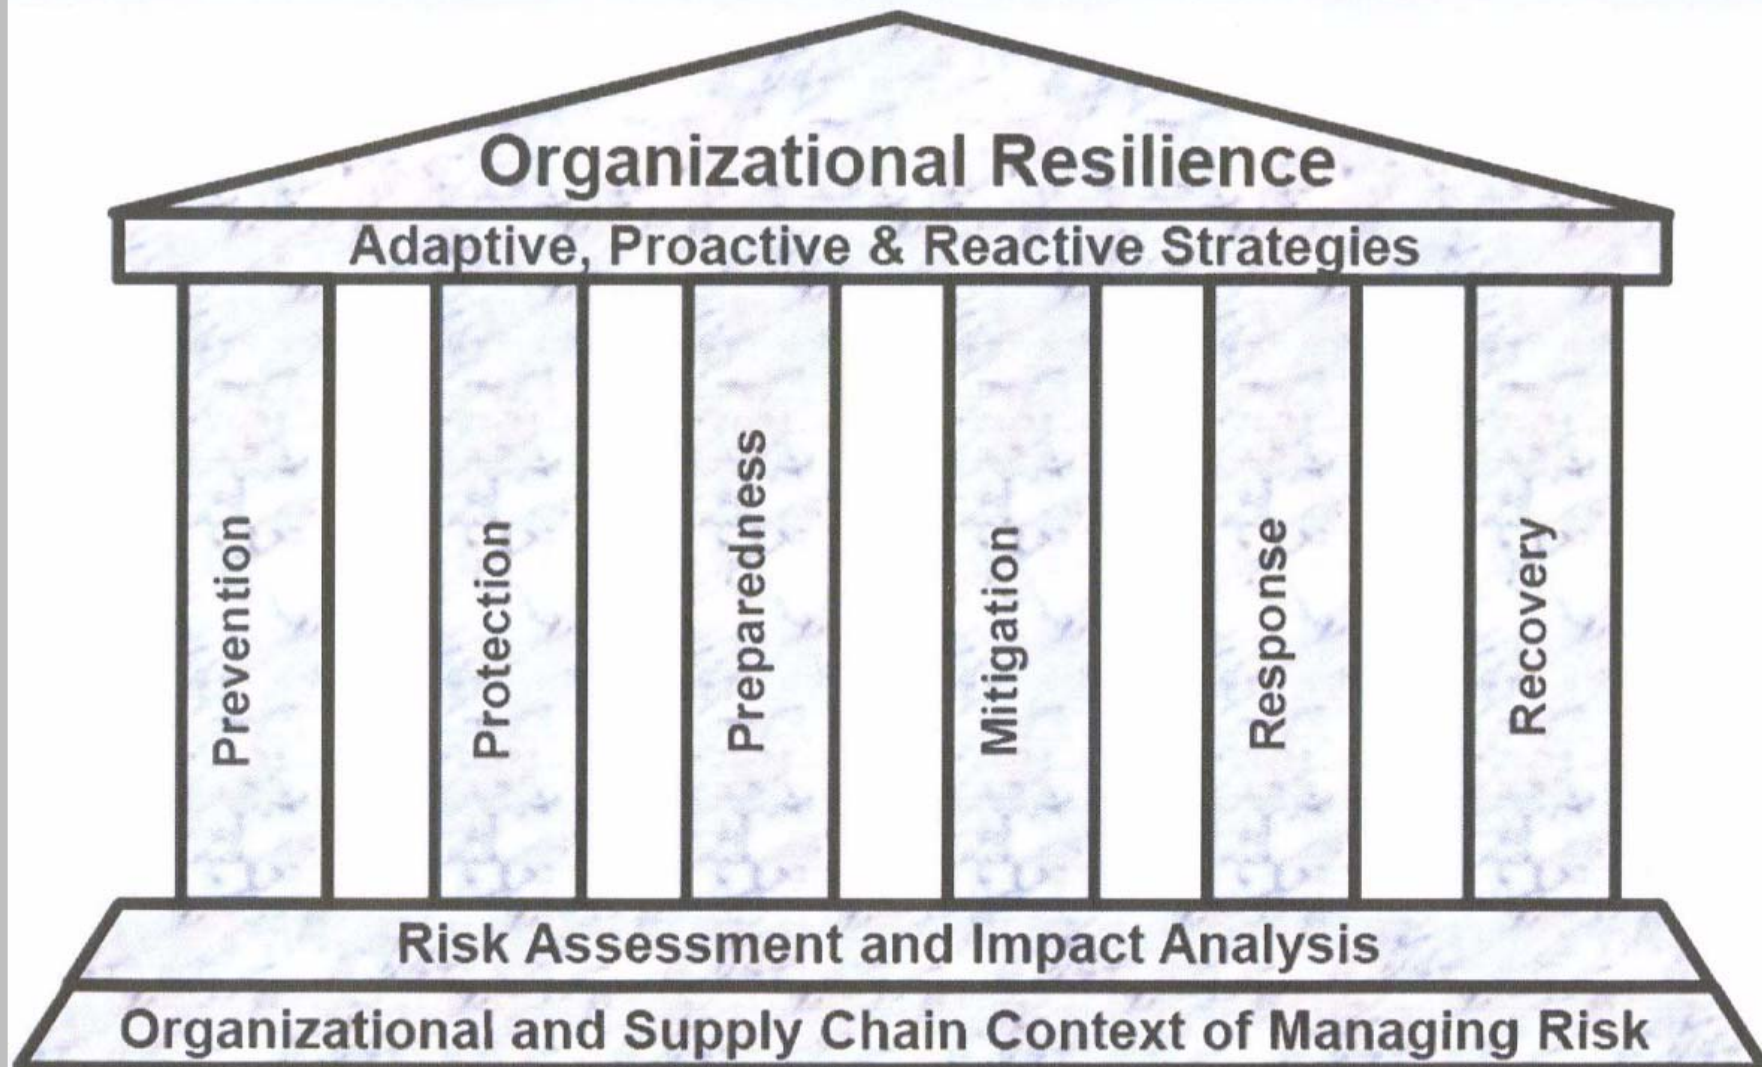 Organizational Resilience
Adaptive, Proactive & Reactive Strategies
Prevention
Protection
Preparedness
Mitigation
Response
Recovery
Risk Assessment and Impact Analysis
Organizational and Supply Chain Context of Managing Risk